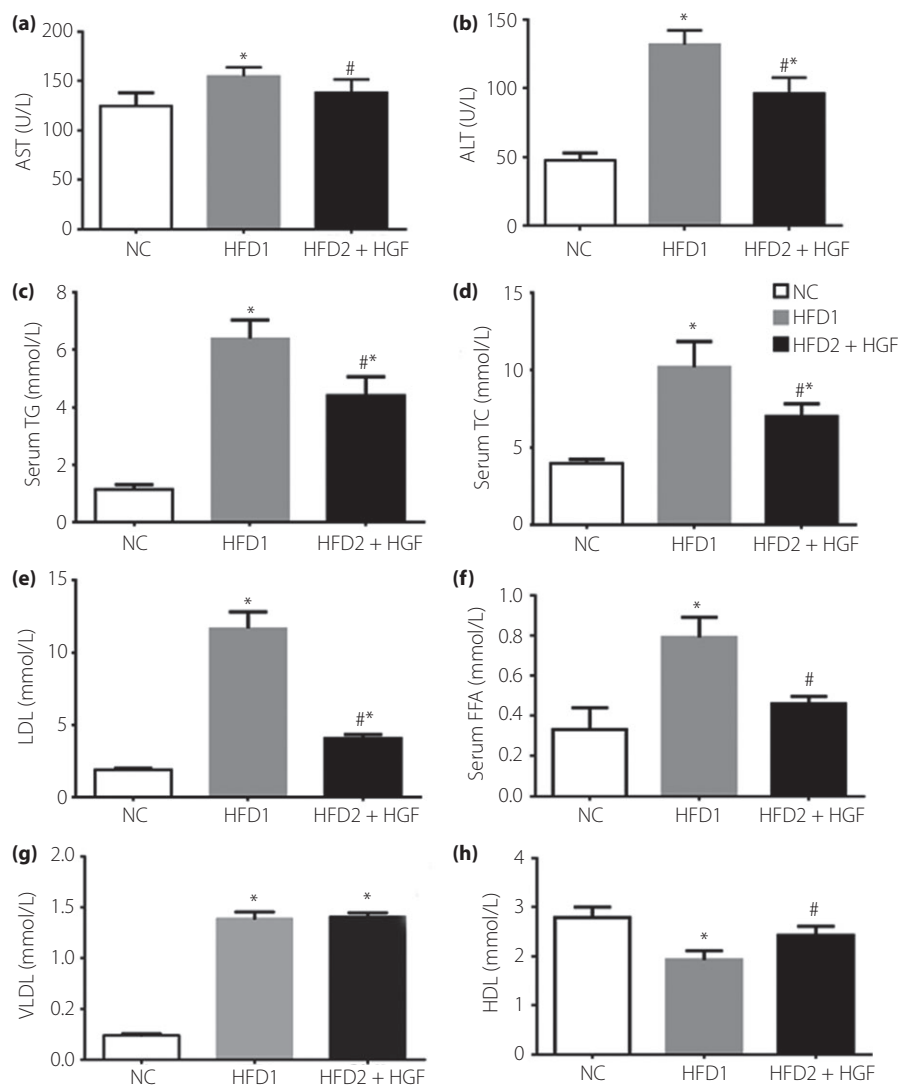 (a)
200
150
100
50
0
AST (U/L)
*
#
NC HFD1 HFD2 + HGF
(b)
150
100
50
0
ALT (U/L)
*
#*
NC HFD1 HFD2 + HGF
(c)
8
6
4
2
0
Serum TG (mmol/L)
*
#*
NC HFD1 HFD2 + HGF
(d)
15
10
5
0
Serum TC (mmol/L)
*
#*
NC HFD1 HFD2 + HGF
NC
HFD1
HFD2 + HGF
(e)
15
10
5
0
LDL (mmol/L)
*
#*
NC HFD1 HFD2 + HGF
(f)
1.0
0.8
0.6
0.4
0.2
0.0
Serum FFA (mmol/L)
*
#
NC HFD1 HFD2 + HGF
(g)
2.0
1.5
1.0
0.2
0.0
VLDL (mmol/L)
*
*
NC HFD1 HFD2 + HGF
(h)
4
3
2
1
0
HDL (mmol/L)
*
#
NC HFD1 HFD2 + HGF